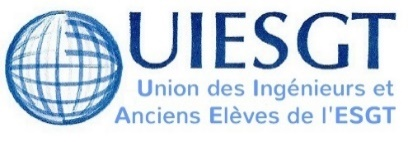 UIESGT
Union des Ingénieurs et
Anciens Elèves de l'ESGT